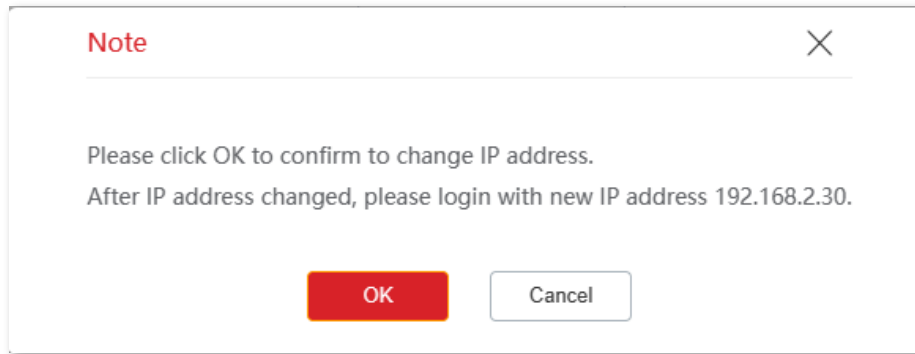 Note
Please click OK to confirm to change IP address.
After IP address changed, please login with new IP address 192.168.2.30.
OK
Cancel